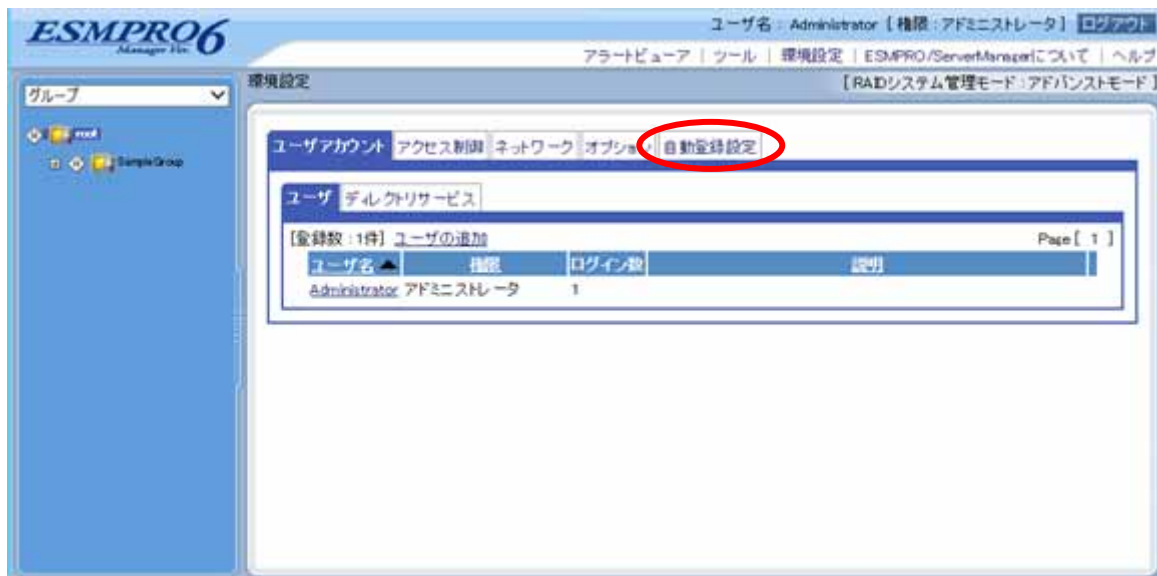 ESMPRO6
Manager Ver.
ユーザ名 : Administrator 【 権限 : アドミニストレータ】 ログアウト
アラートビューア | ツール | 環境設定 | ESMPRO/ServerManagerについて | ヘルプ
グループ
環境設定
【 RAIDシステム管理モード : アドバンストモード 】
root
SampleGroup
ユーザアカウント アクセス制御 ネットワーク オプション 自動登録設定
ユーザ ディレクトリサービス
[登録数 : 1件] ユーザの追加
Page [ 1 ]
ユーザ名 ▲ 権限 ログイン数 説明
Administrator アドミニストレータ 1